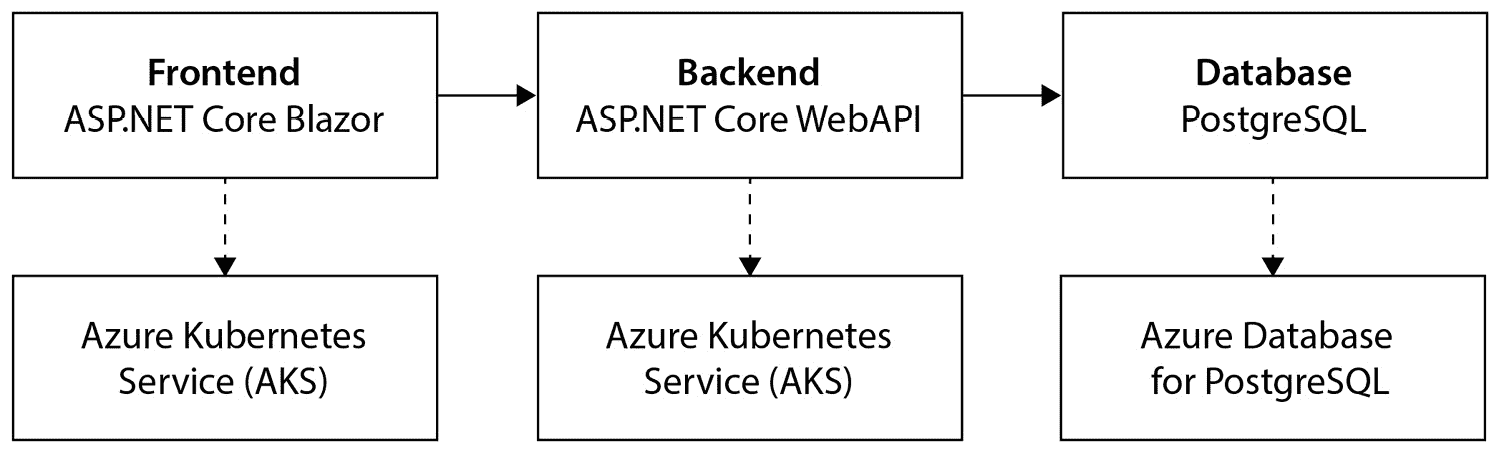 Frontend
ASP.NET Core Blazor
Backend
ASP.NET Core WebAPI
Database
PostgreSQL
Azure Kubernetes
Service (AKS)
Azure Kubernetes
Service (AKS)
Azure Database
for PostgreSQL